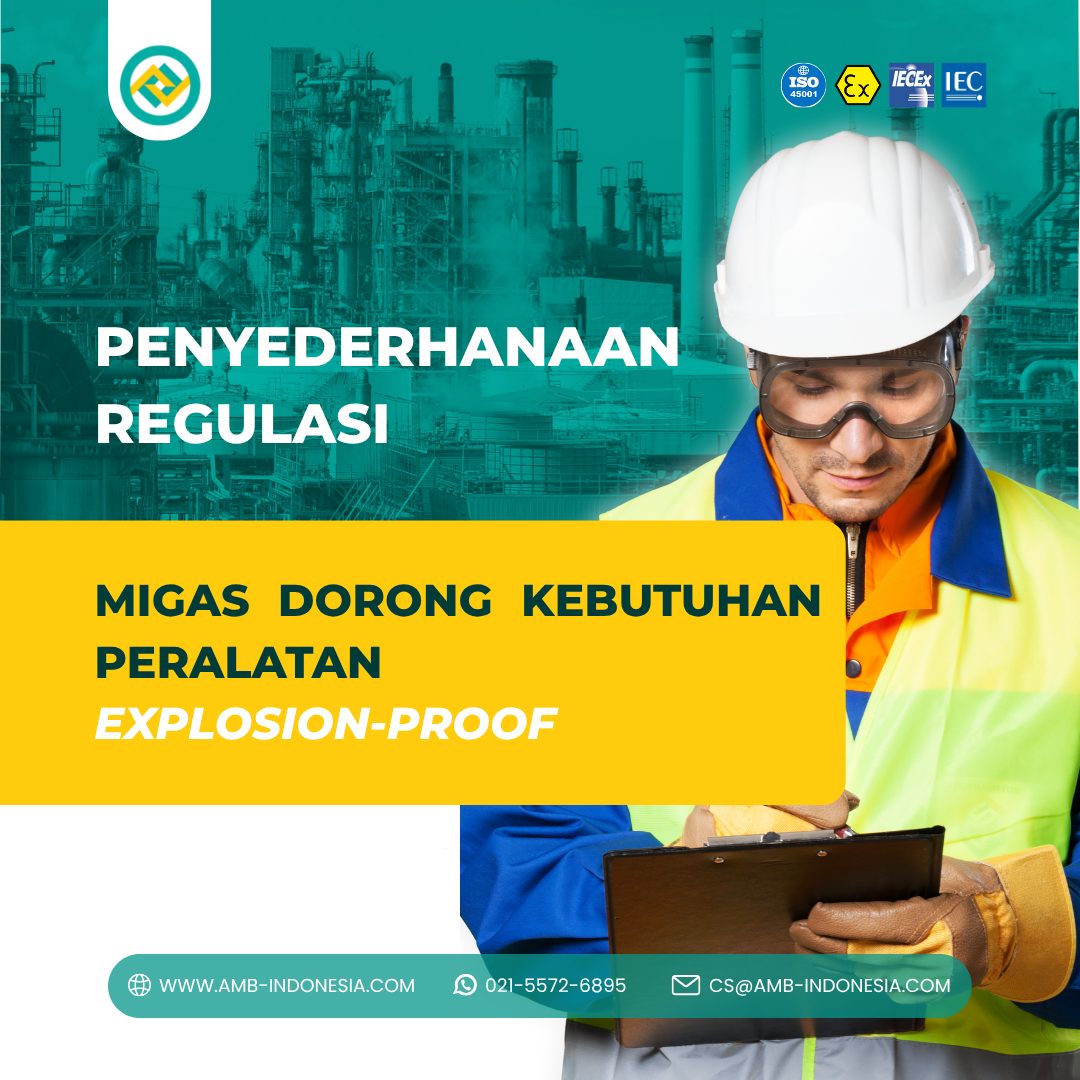 ISO
45001
Ex
IECEx
IEC
PENYEDERHANAAN
REGULASI
MIGAS DORONG KEBUTUHAN
PERALATAN
EXPLOSION-PROOF
WWW.AMB-INDONESIA.COM
021-5572-6895
CS@AMB-INDONESIA.COM